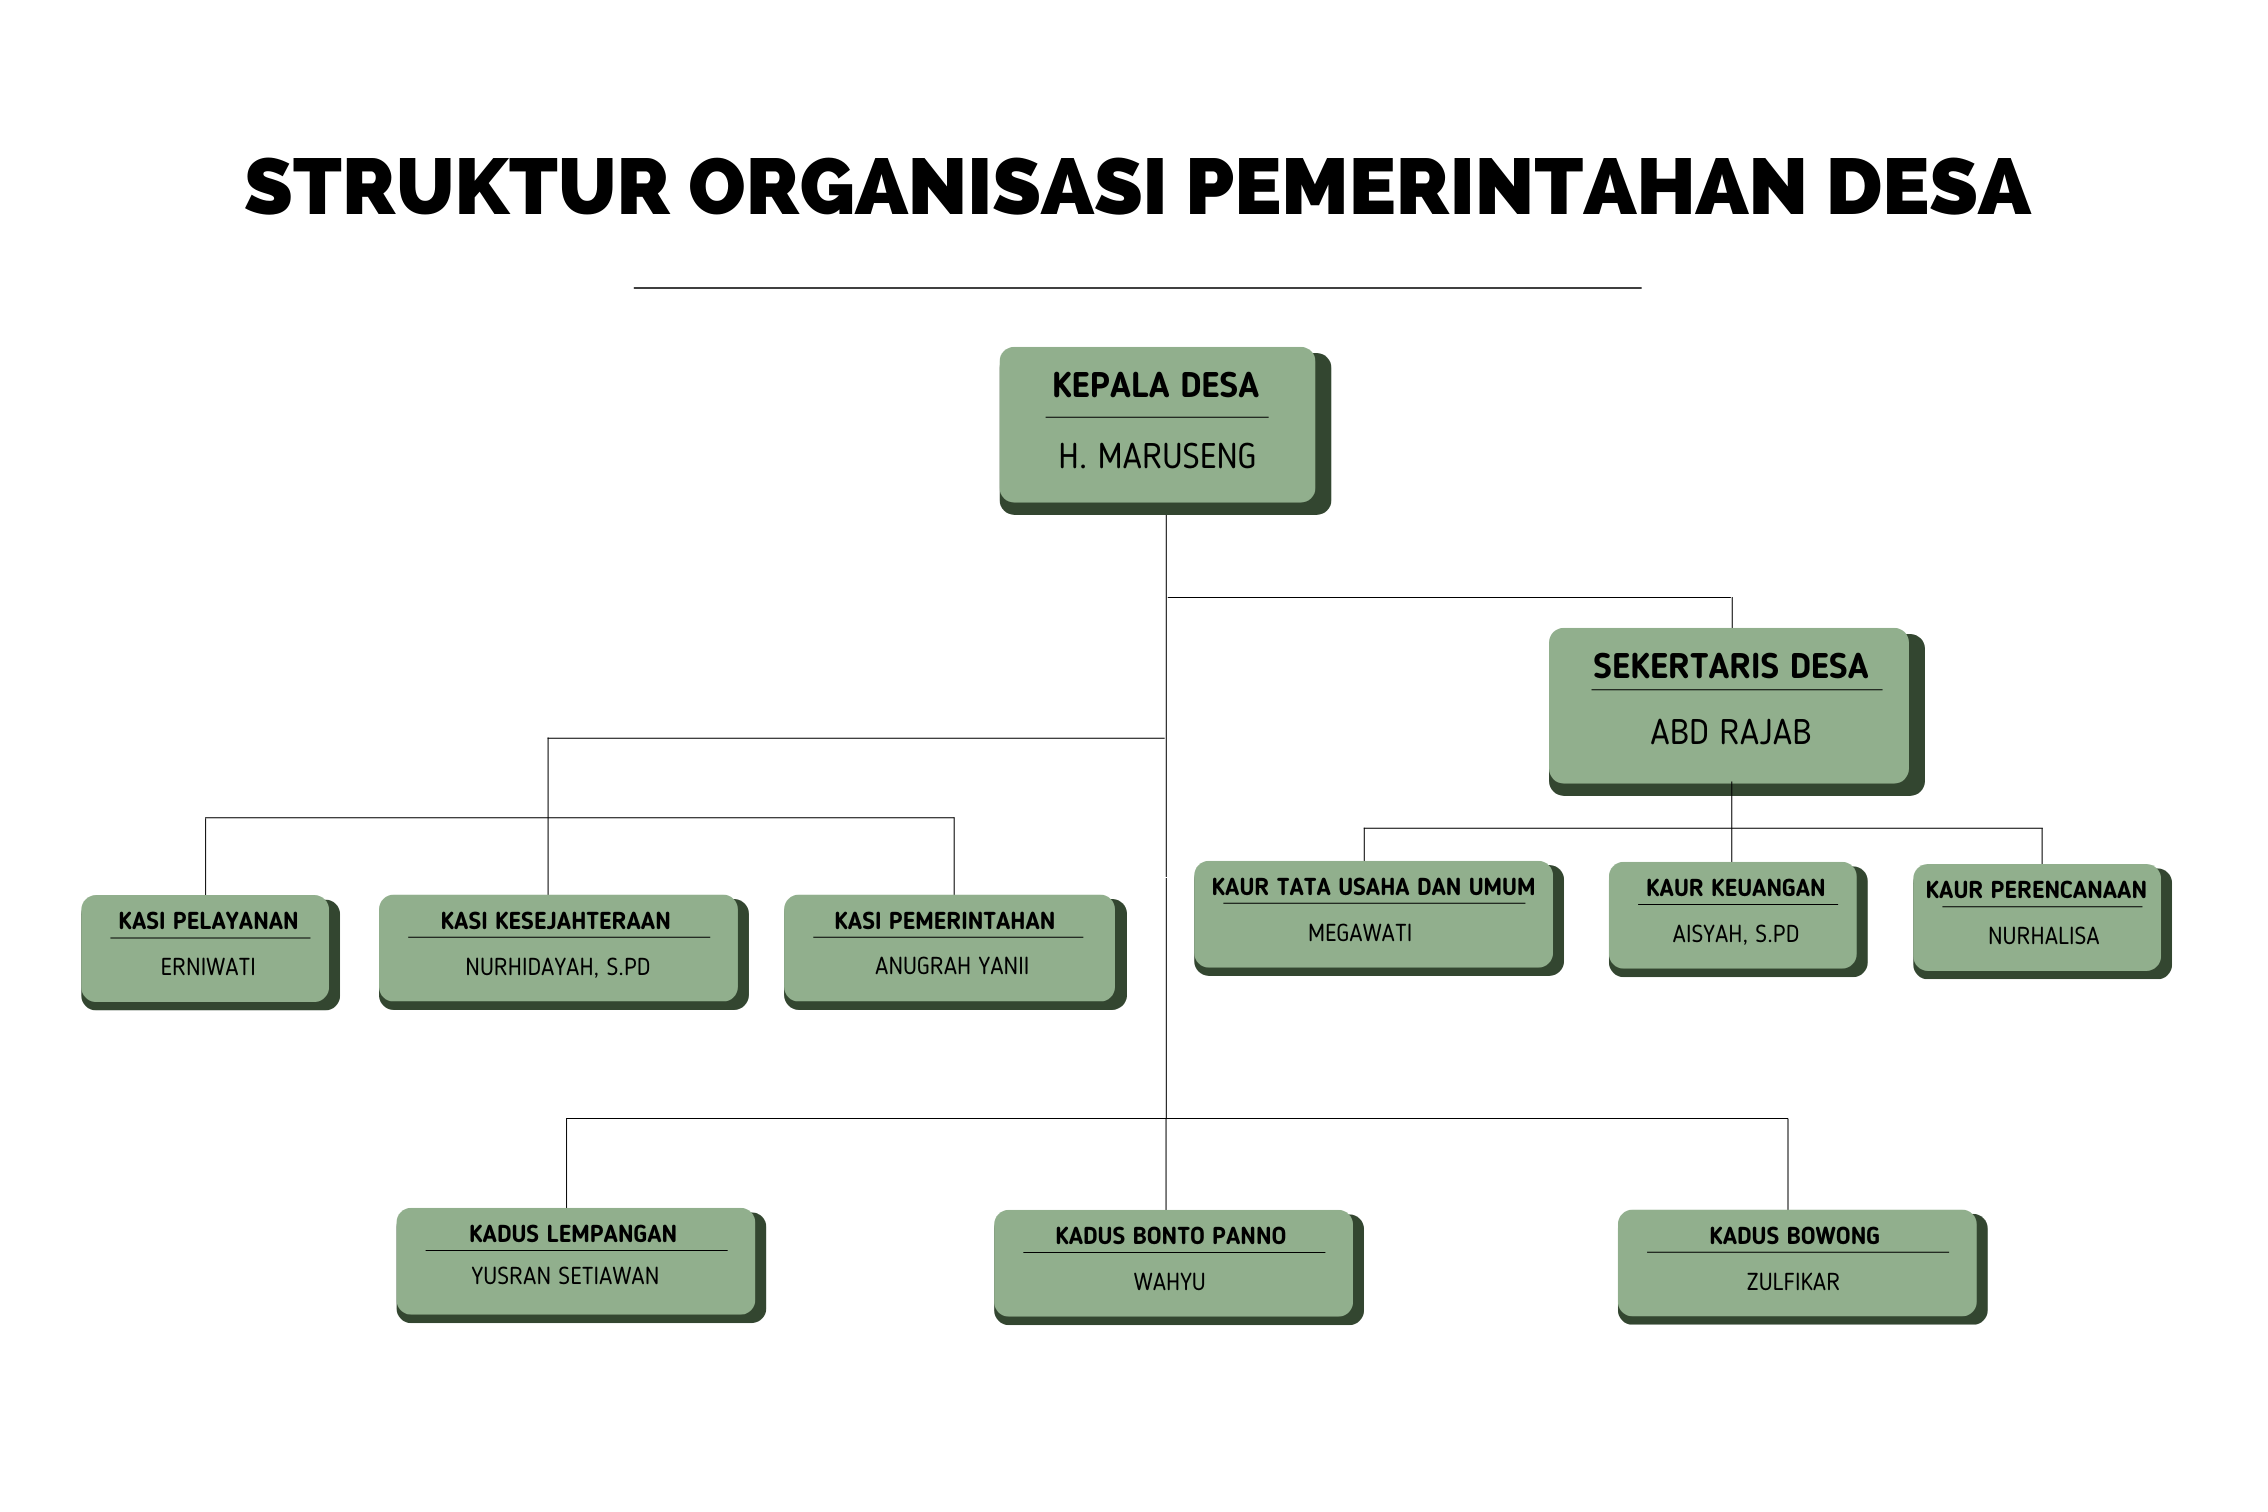 STRUKTUR ORGANISASI PEMERINTAHAN DESA
KEPALA DESA
H. MARUSENG
SEKERTARIS DESA
ABD RAJAB
KAUR TATA USAHA DAN UMUM
MEGAWATI
KAUR KEUANGAN
AISYAH, S.PD
KAUR PERENCANAAN
NURHALISA
KASI PELAYANAN
ERNIWATI
KASI KESEJAHTERAAN
NURHIDAYAH, S.PD
KASI PEMERINTAHAN
ANUGRAH YANII
KADUS LEMPANGAN
YUSRAN SETIAWAN
KADUS BONTO PANNO
WAHYU
KADUS BOWONG
ZULFIKAR